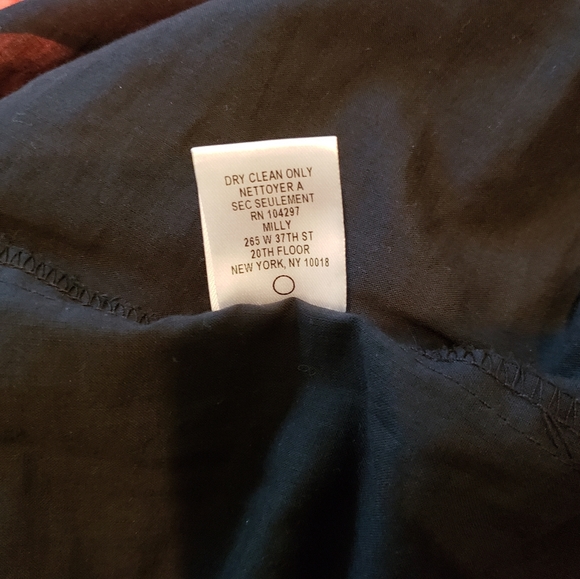 DRY CLEAN ONLY
NETTOYER A
SEC SEULEMENT
RN 104297
MILLY
265 W 37TH ST
20TH FLOOR
NEW YORK, NY 10018